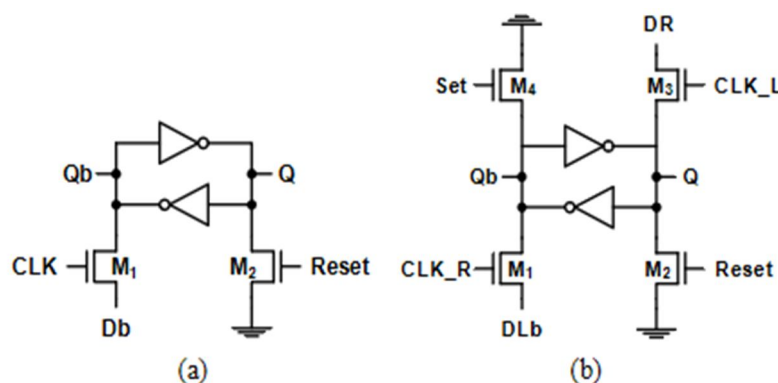 DR
Set
M4
M3
CLK_L
Qb
Q
Qb
Q
CLK
M1
M2
Reset
CLK_R
M1
M2
Reset
Db
DLb
(a)
(b)